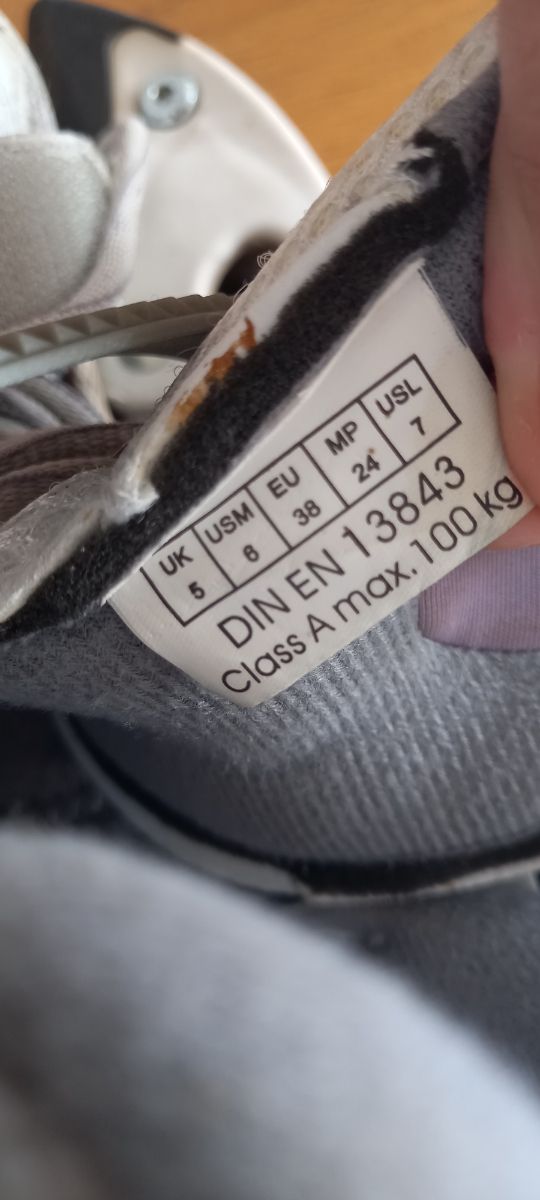 UK USM EU MP USL
5 6 38 24 7
DIN EN 13843
Class A max. 100 kg